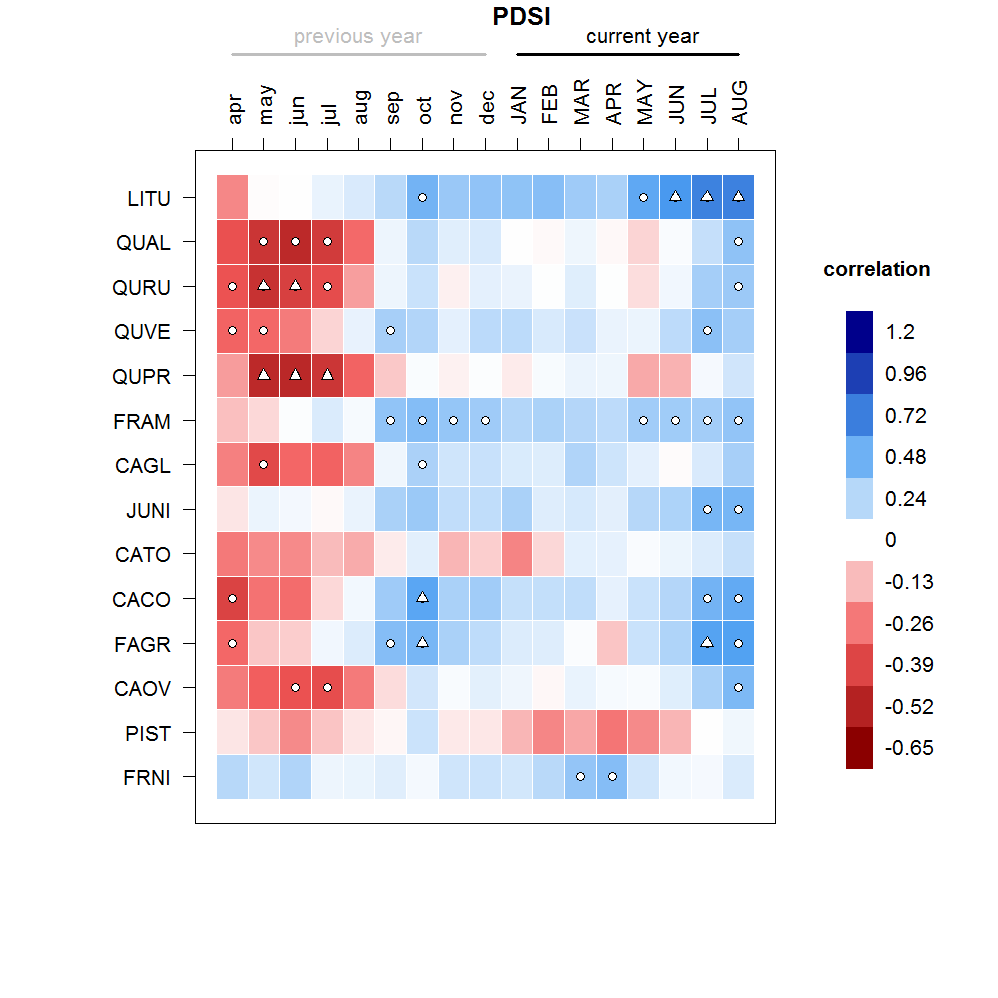 PDSI
previous year current year
apr may jun jul aug sep oct nov dec JAN FEB MAR APR MAY JUN JUL AUG
LITU
QUAL
QURU
QUVE
QUPR
FRAM
CAGL
JUNI
CATO
CACO
FAGR
CAOV
PIST
FRNI
correlation
1.2
0.96
0.72
0.48
0.24
0
-0.13
-0.26
-0.39
-0.52
-0.65